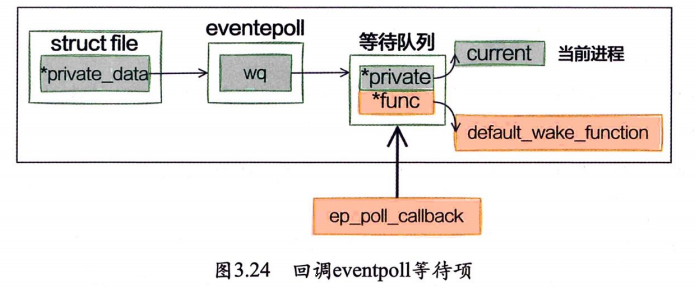 struct file
*private_data
eventepoll
wq
等待队列
*private
*func
current
当前进程
default_wake_function
ep_poll_callback
图3.24 回调eventpoll等待项